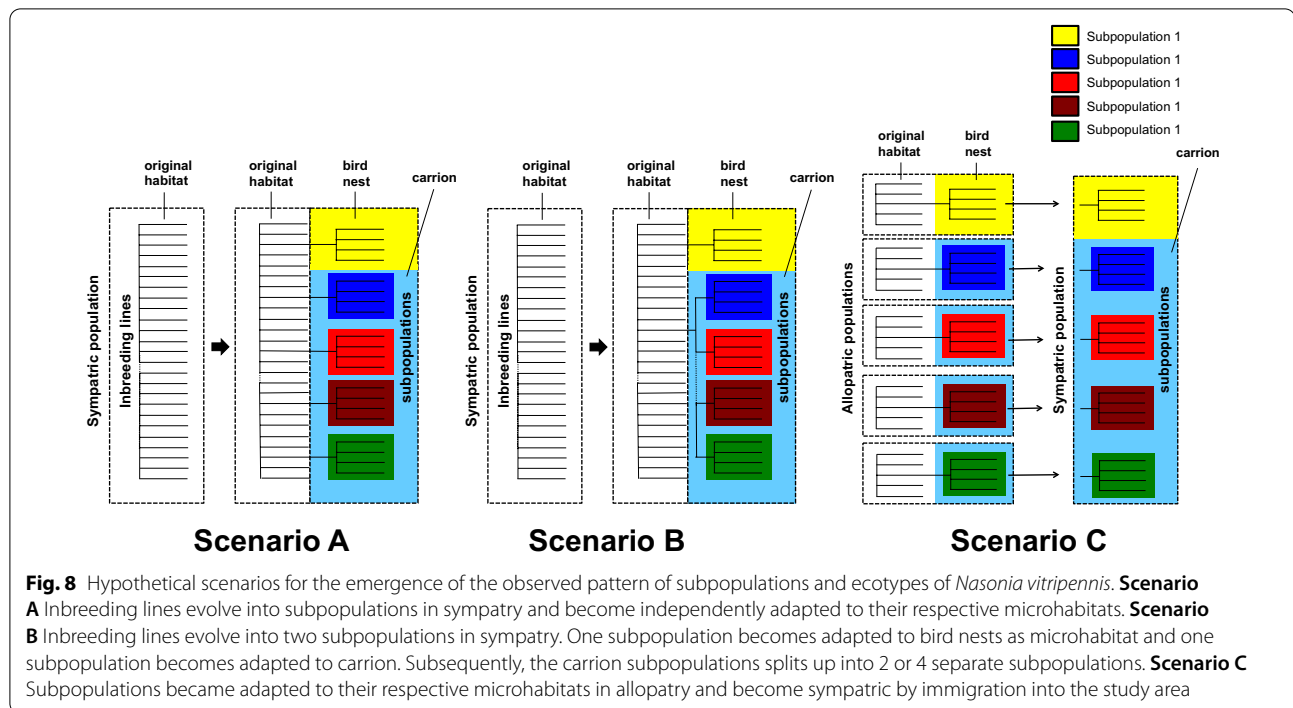 Subpopulation 1
Subpopulation 1
Subpopulation 1
Subpopulation 1
Subpopulation 1
original
habitat
original
habitat
bird
nest
carrion
Sympatric population
Inbreeding lines
subpopulations
Scenario A
original
habitat
original
habitat
bird
nest
carrion
Sympatric population
Inbreeding lines
subpopulations
Scenario B
original
habitat
bird
nest
carrion
Allopatric populations
Sympatric population
subpopulations
Scenario C
Fig. 8 Hypothetical scenarios for the emergence of the observed pattern of subpopulations and ecotypes of Nasonia vitripennis. Scenario
A Inbreeding lines evolve into subpopulations in sympatry and become independently adapted to their respective microhabitats. Scenario
B Inbreeding lines evolve into two subpopulations in sympatry. One subpopulation becomes adapted to bird nests as microhabitat and one
subpopulation becomes adapted to carrion. Subsequently, the carrion subpopulations splits up into 2 or 4 separate subpopulations. Scenario C
Subpopulations became adapted to their respective microhabitats in allopatry and become sympatric by immigration into the study area